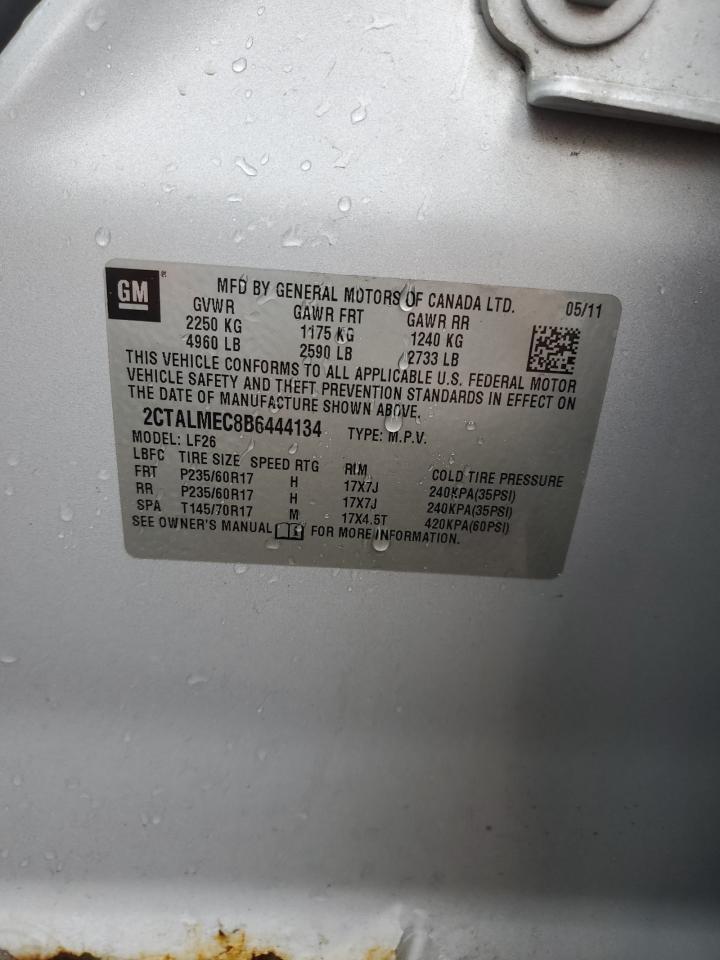 GM ®
MFD BY GENERAL MOTORS OF CANADA LTD. 05/11
GVWR GAWR FRT GAWR RR
2250 KG 1175 KG 1240 KG
4960 LB 2590 LB 2733 LB
THIS VEHICLE CONFORMS TO ALL APPLICABLE U.S. FEDERAL MOTOR
VEHICLE SAFETY AND THEFT PREVENTION STANDARDS IN EFFECT ON
THE DATE OF MANUFACTURE SHOWN ABOVE.
2CTALMEC8B6444134 TYPE: M.P.V.
MODEL: LF26
LBFC TIRE SIZE SPEED RTG RIM COLD TIRE PRESSURE
FRT P235/60R17 H 17X7J 240KPA(35PSI)
RR P235/60R17 H 17X7J 240KPA(35PSI)
SPA T145/70R17 M 17X4.5T 420KPA(60PSI)
SEE OWNER'S MANUAL FOR MORE INFORMATION.